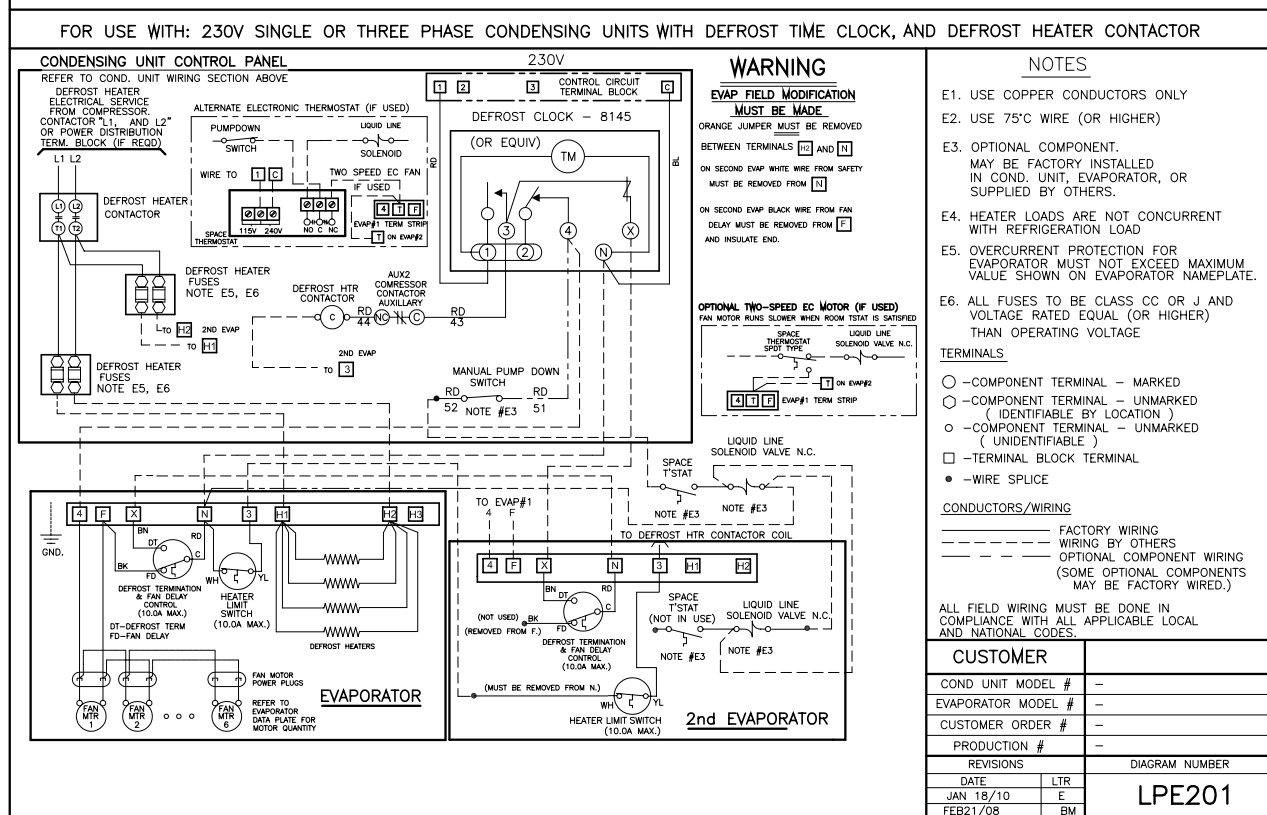 FOR USE WITH: 230V SINGLE OR THREE PHASE CONDENSING UNITS WITH DEFROST TIME CLOCK, AND DEFROST HEATER CONTACTOR
CONDENSING UNIT CONTROL PANEL
REFER TO COND. UNIT WIRING SECTION ABOVE
DEFROST HEATER
ELECTRICAL SERVICE
FROM COMPRESSOR.
CONTACTOR "L1, AND L2"
OR POWER DISTRIBUTION
TERM. BLOCK (IF REQD)
L1 L2
L1 L2
T1 T2
DEFROST HEATER
CONTACTOR
ALTERNATE ELECTRONIC THERMOSTAT (IF USED)
PUMPDOWN
SWITCH
LIQUID LINE
SOLENOID
WIRE TO 1 C
TWO SPEED EC FAN
IF USED
4 T F
EVAP#1 TERM STRIP
T ON EVAP#2
115V 240V
NO C NC
SPACE
THERMOSTAT
230V
1 2 3 C
CONTROL CIRCUIT
TERMINAL BLOCK
RD
BL
DEFROST CLOCK - 8145
(OR EQUIV)
TM
3 4 X
1 2 N
DEFROST HEATER
FUSES
NOTE E5, E6
TO H2 2ND EVAP
TO H1
DEFROST HEATER
FUSES
NOTE E5, E6
DEFROST HTR
CONTACTOR
C
RD
44
NC C
AUX2
COMRESSOR
CONTACTOR
AUXILLARY
RD
43
2ND EVAP
TO 3
MANUAL PUMP DOWN
SWITCH
RD
52
NOTE #E3
RD
51
WARNING
EVAP FIELD MODIFICATION
MUST BE MADE
ORANGE JUMPER MUST BE REMOVED
BETWEEN TERMINALS H2 AND N
ON SECOND EVAP WHITE WIRE FROM SAFETY
MUST BE REMOVED FROM N
ON SECOND EVAP BLACK WIRE FROM FAN
DELAY MUST BE REMOVED FROM F
AND INSULATE END.
OPTIONAL TWO-SPEED EC MOTOR (IF USED)
FAN MOTOR RUNS SLOWER WHEN ROOM TSTAT IS SATISFIED
SPACE
THERMOSTAT
SPDT TYPE
LIQUID LINE
SOLENOID VALVE N.C.
T ON EVAP#2
4 T F EVAP#1 TERM STRIP
SPACE
T'STAT
NOTE #E3
LIQUID LINE
SOLENOID VALVE N.C.
NOTE #E3
4 F X N 3 H1 H2 H3
GND.
BN
DT
RD
C
BK
FD
WH
YL
DEFROST TERMINATION
& FAN DELAY
CONTROL
(10.0A MAX.)
DT-DEFROST TERM
FD-FAN DELAY
HEATER
LIMIT
SWITCH
(10.0A MAX.)
DEFROST HEATERS
FAN MOTOR
POWER PLUGS
REFER TO
EVAPORATOR
DATA PLATE FOR
MOTOR QUANTITY
FAN
MTR
1
FAN
MTR
2
FAN
MTR
6
EVAPORATOR
TO EVAP#1
4 F
TO DEFROST HTR CONTACTOR COIL
4 F X N 3 H1 H2
BN
DT
RD
C
(NOT USED) BK
(REMOVED FROM F.) FD
DEFROST TERMINATION
& FAN DELAY
CONTROL
(10.0A MAX.)
SPACE
T'STAT
(NOT IN USE)
NOTE #E3
LIQUID LINE
SOLENOID VALVE N.C.
NOTE #E3
(MUST BE REMOVED FROM N.)
WH
YL
HEATER LIMIT SWITCH
(10.0A MAX.)
2nd EVAPORATOR
NOTES
E1. USE COPPER CONDUCTORS ONLY
E2. USE 75°C WIRE (OR HIGHER)
E3. OPTIONAL COMPONENT.
MAY BE FACTORY INSTALLED
IN COND. UNIT, EVAPORATOR, OR
SUPPLIED BY OTHERS.
E4. HEATER LOADS ARE NOT CONCURRENT
WITH REFRIGERATION LOAD
E5. OVERCURRENT PROTECTION FOR
EVAPORATOR MUST NOT EXCEED MAXIMUM
VALUE SHOWN ON EVAPORATOR NAMEPLATE.
E6. ALL FUSES TO BE CLASS CC OR J AND
VOLTAGE RATED EQUAL (OR HIGHER)
THAN OPERATING VOLTAGE
TERMINALS
-COMPONENT TERMINAL - MARKED
-COMPONENT TERMINAL - UNMARKED
( IDENTIFIABLE BY LOCATION )
-COMPONENT TERMINAL - UNMARKED
( UNIDENTIFIABLE )
-TERMINAL BLOCK TERMINAL
-WIRE SPLICE
CONDUCTORS/WIRING
FACTORY WIRING
WIRING BY OTHERS
OPTIONAL COMPONENT WIRING
(SOME OPTIONAL COMPONENTS
MAY BE FACTORY WIRED.)
ALL FIELD WIRING MUST BE DONE IN
COMPLIANCE WITH ALL APPLICABLE LOCAL
AND NATIONAL CODES.
CUSTOMER
COND UNIT MODEL # -
EVAPORATOR MODEL # -
CUSTOMER ORDER # -
PRODUCTION # -
REVISIONS
DIAGRAM NUMBER
DATE LTR
JAN 18/10 E
FEB21/08 BM
LPE201